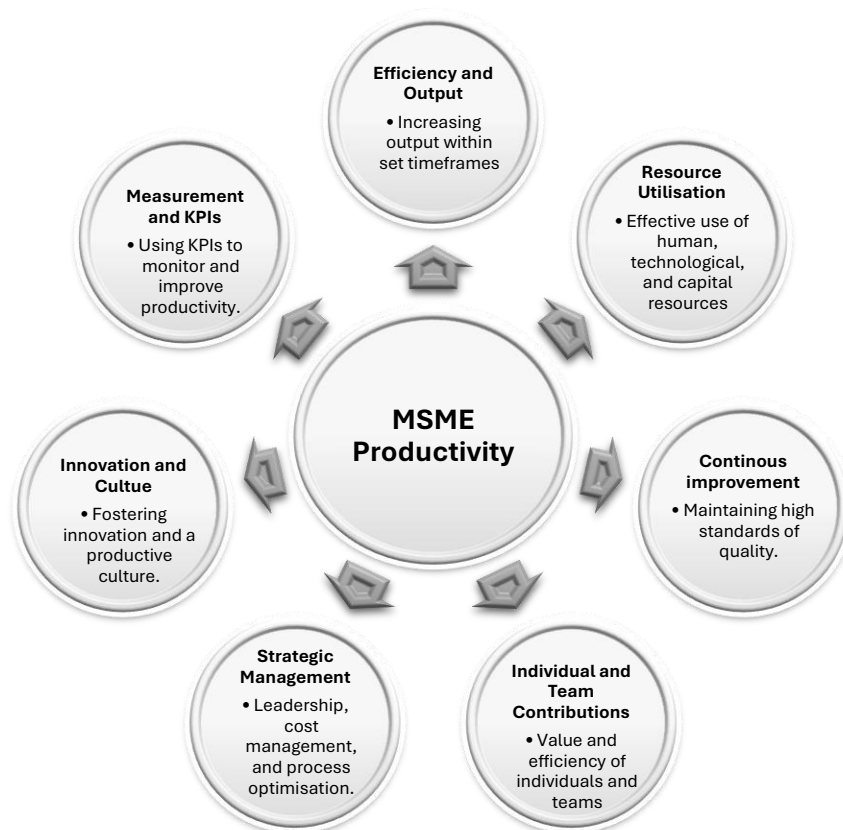 Efficiency and
Output
• Increasing
output within
set timeframes
Resource
Utilisation
• Effective use of
human,
technological,
and capital
resources
Continous
improvement
• Maintaining high
standards of
quality.
Individual and
Team
Contributions
• Value and
efficiency of
individuals and
teams
Strategic
Management
• Leadership,
cost
management,
and process
optimisation.
Innovation and
Cultue
• Fostering
innovation and a
productive
culture.
Measurement
and KPIs
• Using KPIs to
monitor and
improve
productivity.
MSME
Productivity